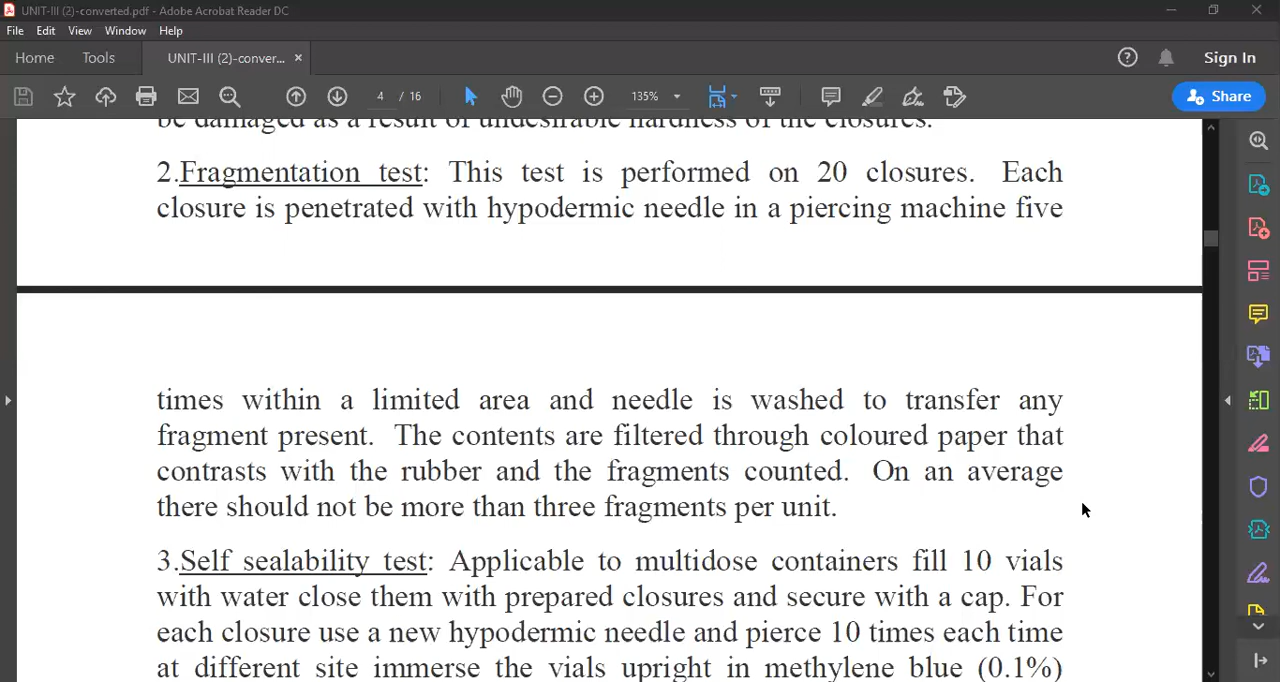 UNIT-III (2)-converted.pdf - Adobe Acrobat Reader DC
File Edit View Window Help
Home Tools UNIT-III (2)-conver... × Sign In
4 / 16 135% Share
be damaged as a result of undesirable hardness of the closures.
2.Fragmentation test: This test is performed on 20 closures. Each
closure is penetrated with hypodermic needle in a piercing machine five
times within a limited area and needle is washed to transfer any
fragment present. The contents are filtered through coloured paper that
contrasts with the rubber and the fragments counted. On an average
there should not be more than three fragments per unit.
3.Self sealability test: Applicable to multidose containers fill 10 vials
with water close them with prepared closures and secure with a cap. For
each closure use a new hypodermic needle and pierce 10 times each time
at different site immerse the vials upright in methylene blue (0.1%)